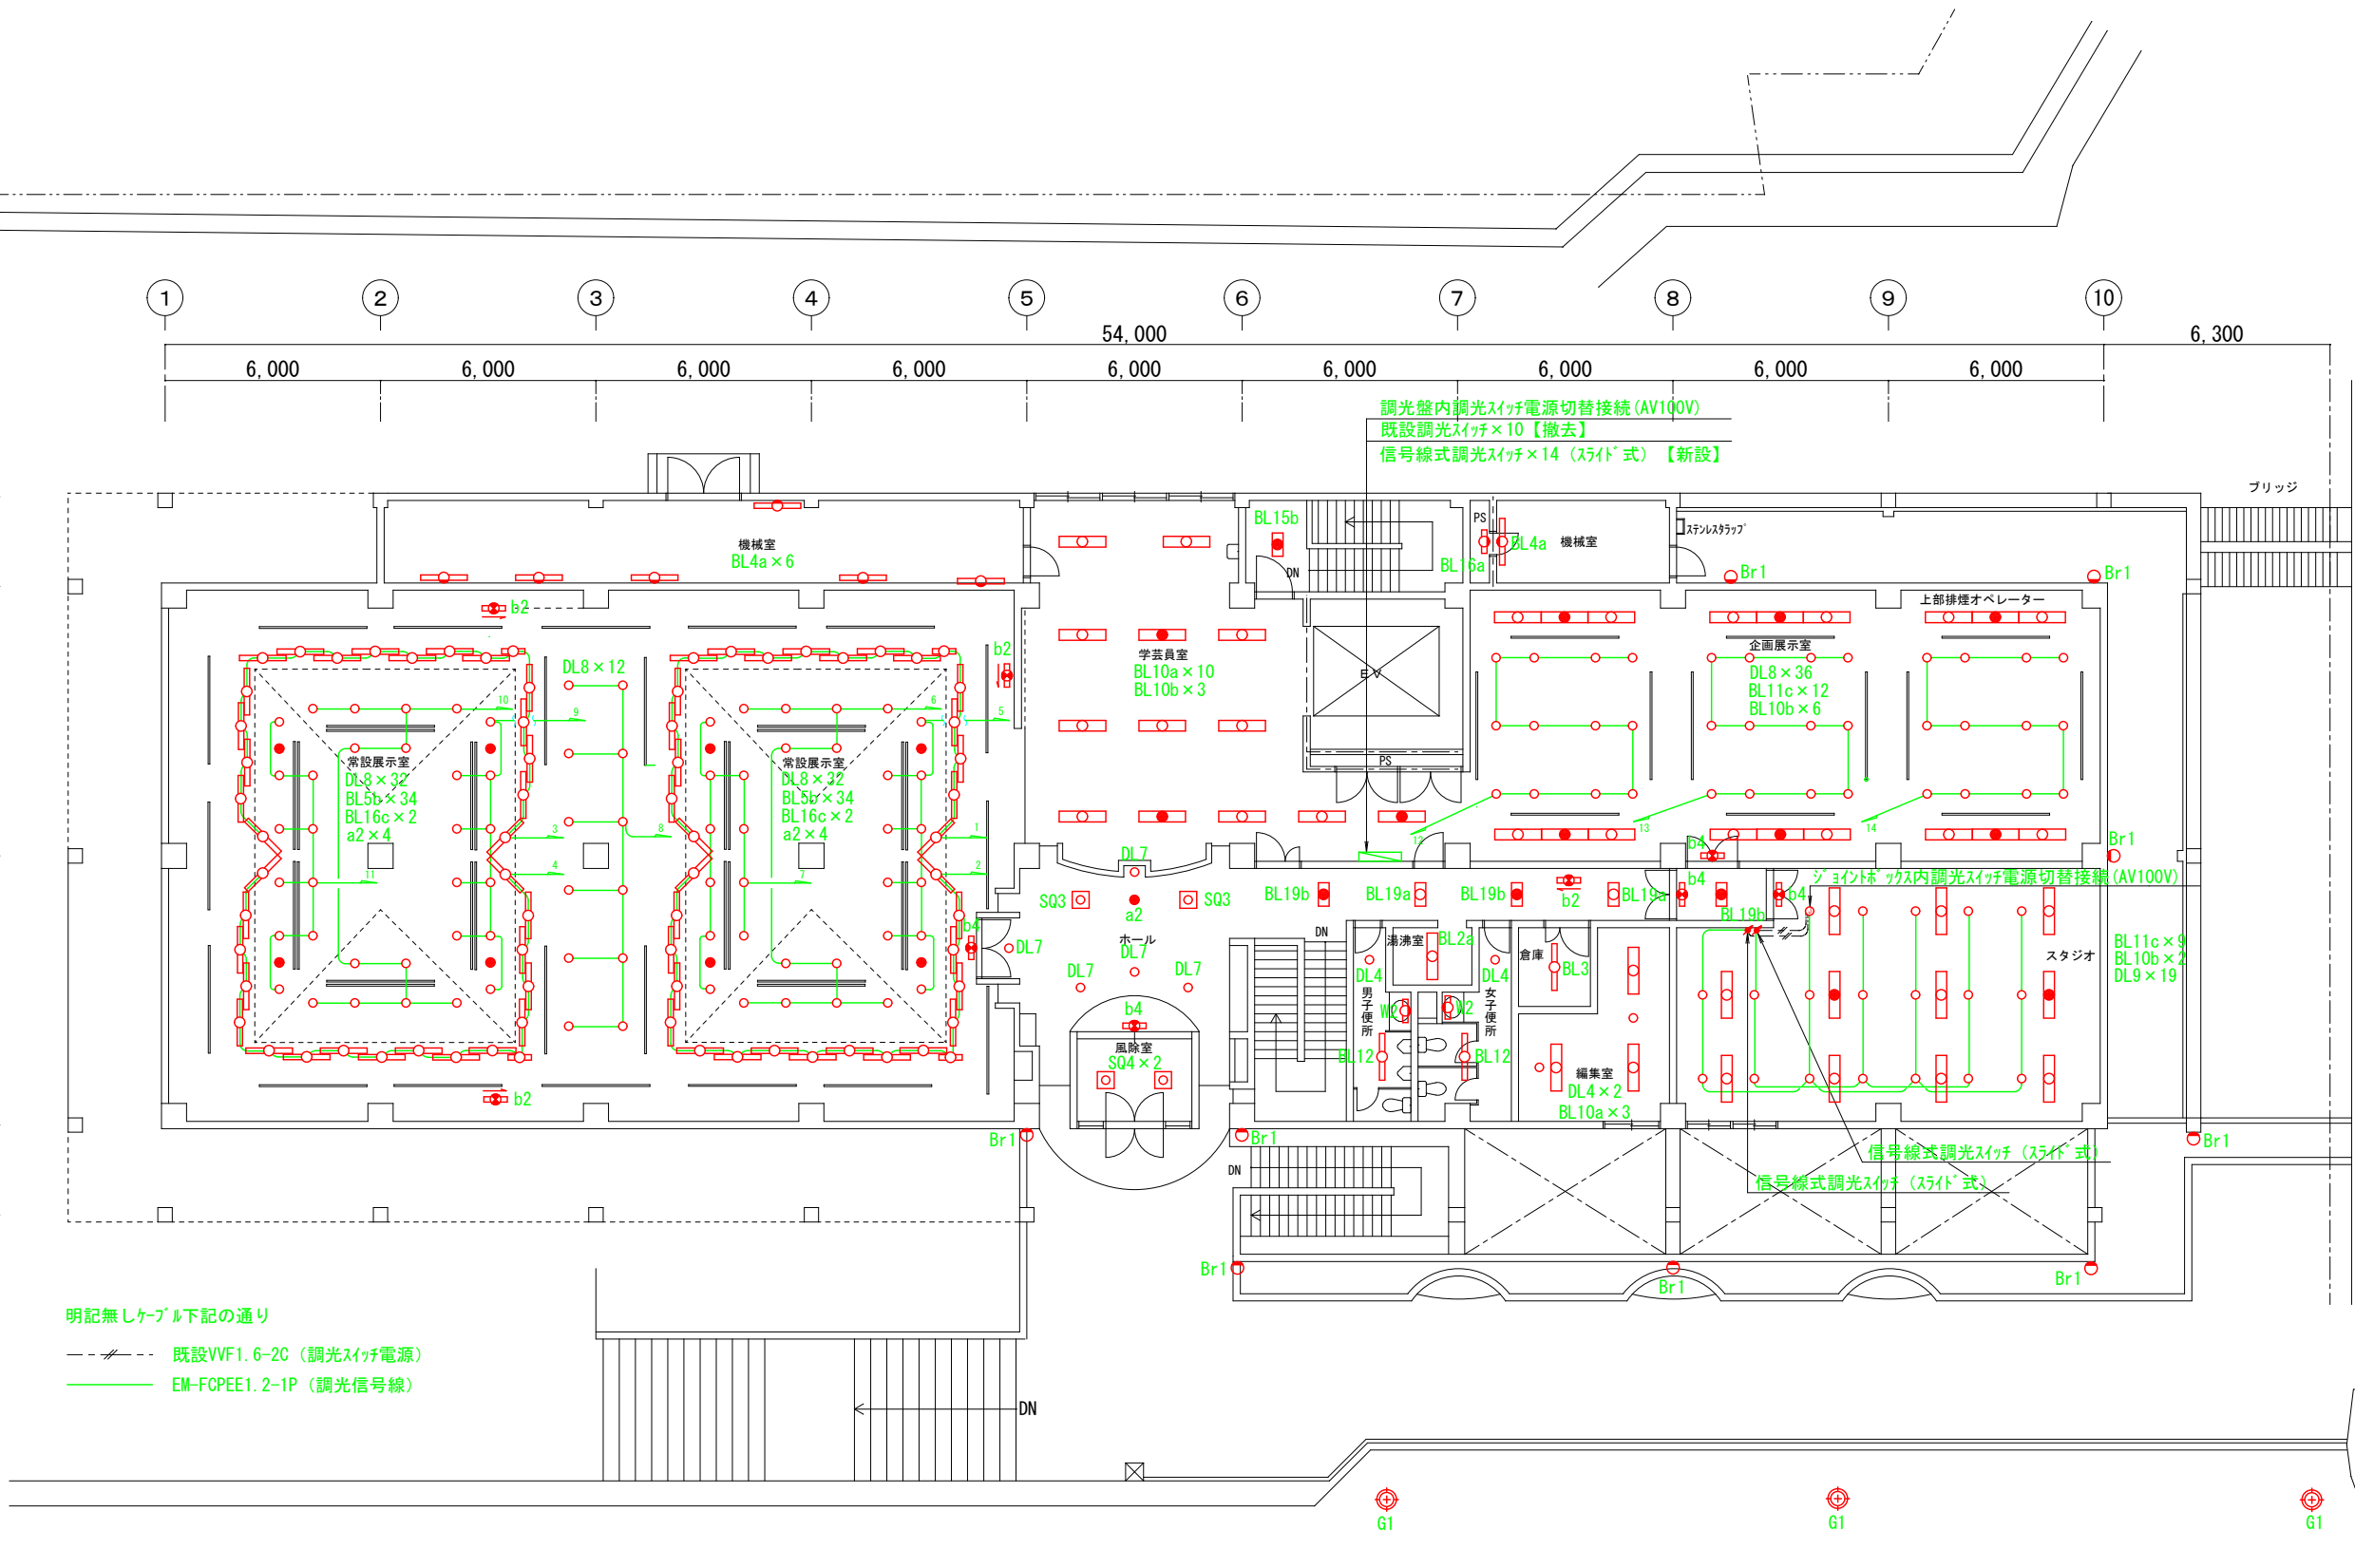 1 2 3 4 5 6 7 8 9 10
54,000 6,300
6,000 6,000 6,000 6,000 6,000 6,000 6,000 6,000 6,000
調光盤内調光ｽｲｯﾁ電源切替接続(AV100V)
既設調光ｽｲｯﾁ×10【撤去】
信号線式調光ｽｲｯﾁ×14（ｽﾗｲﾄﾞ式）【新設】
ブリッジ
機械室
BL4a×6
BL15b
DN
PS
BL4a
BL16a
機械室
ステンレスタラップ
Br1
Br1
上部排煙オペレーター
b2
b2
DL8×12
学芸員室
BL10a×10
BL10b×3
EV
PS
企画展示室
DL8×36
BL11c×12
BL10b×6
常設展示室
DL8×32
BL5b×34
BL16c×2
a2×4
常設展示室
DL8×32
BL5b×34
BL16c×2
a2×4
10
9
6
5
3
4
8
1
2
11
7
12
13
14
DL7
SQ3
SQ3
a2
ホール
DL7
DL7
DL7
DL7
b4
b4
風除室
SQ4×2
BL19b
BL19a
BL19b
b2
BL19a
b4
b4
b4
BL19b
Br1
ｼﾞｮｲﾝﾄﾎﾞｯｸｽ内調光ｽｲｯﾁ電源切替接続(AV100V)
DN
湯沸室
BL2a
倉庫
BL3
DL4
DL4
男子便所
女子便所
W2
W2
BL12
BL12
編集室
DL4×2
BL10a×3
スタジオ
BL11c×9
BL10b×2
DL9×19
b2
Br1
Br1
Br1
DN
信号線式調光ｽｲｯﾁ（ｽﾗｲﾄﾞ式）
信号線式調光ｽｲｯﾁ（ｽﾗｲﾄﾞ式）
Br1
Br1
Br1
明記無しｹｰﾌﾞﾙ下記の通り
既設VVF1.6-2C（調光ｽｲｯﾁ電源）
EM-FCPEE1.2-1P（調光信号線）
DN
G1
G1
G1